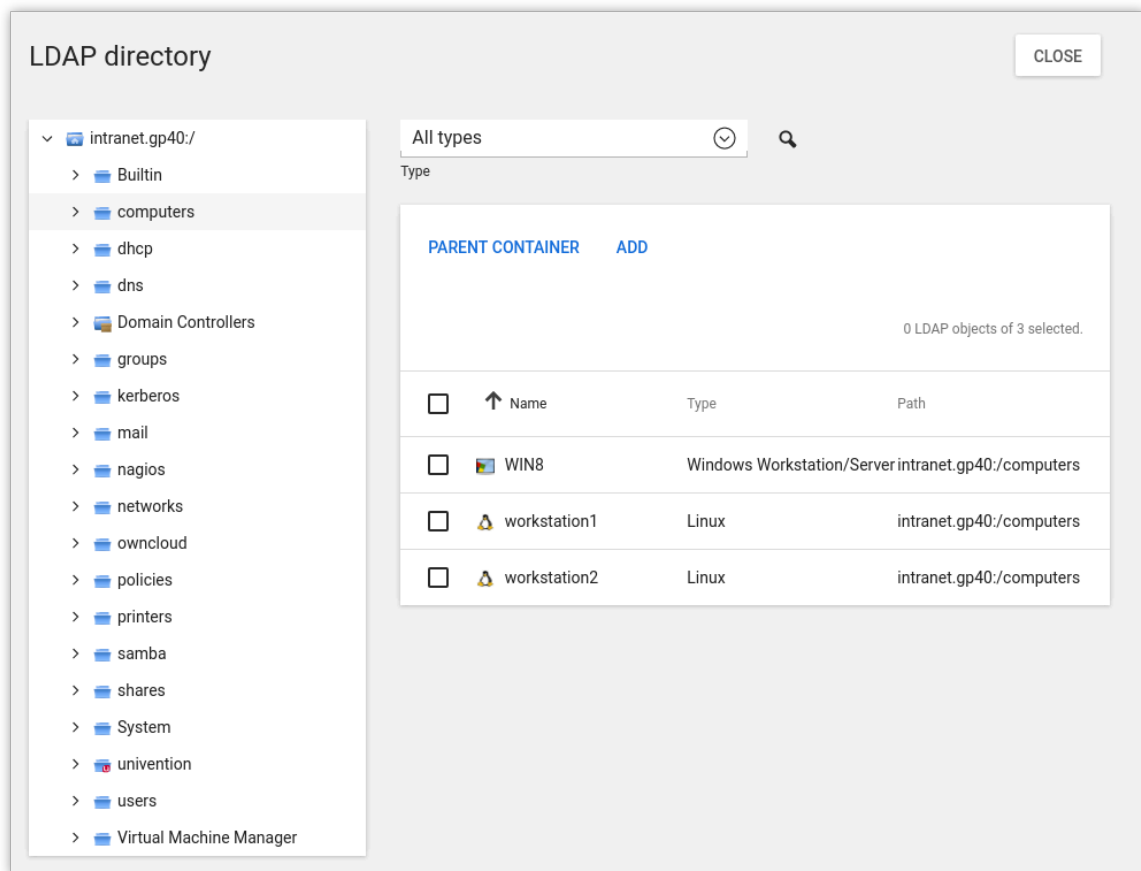 LDAP directory
CLOSE
intranet.gp40:/
Builtin
computers
dhcp
dns
Domain Controllers
groups
kerberos
mail
nagios
networks
owncloud
policies
printers
samba
shares
System
univention
users
Virtual Machine Manager
All types
Type
PARENT CONTAINER ADD
0 LDAP objects of 3 selected.
Name Type Path
WIN8 Windows Workstation/Server intranet.gp40:/computers
workstation1 Linux intranet.gp40:/computers
workstation2 Linux intranet.gp40:/computers